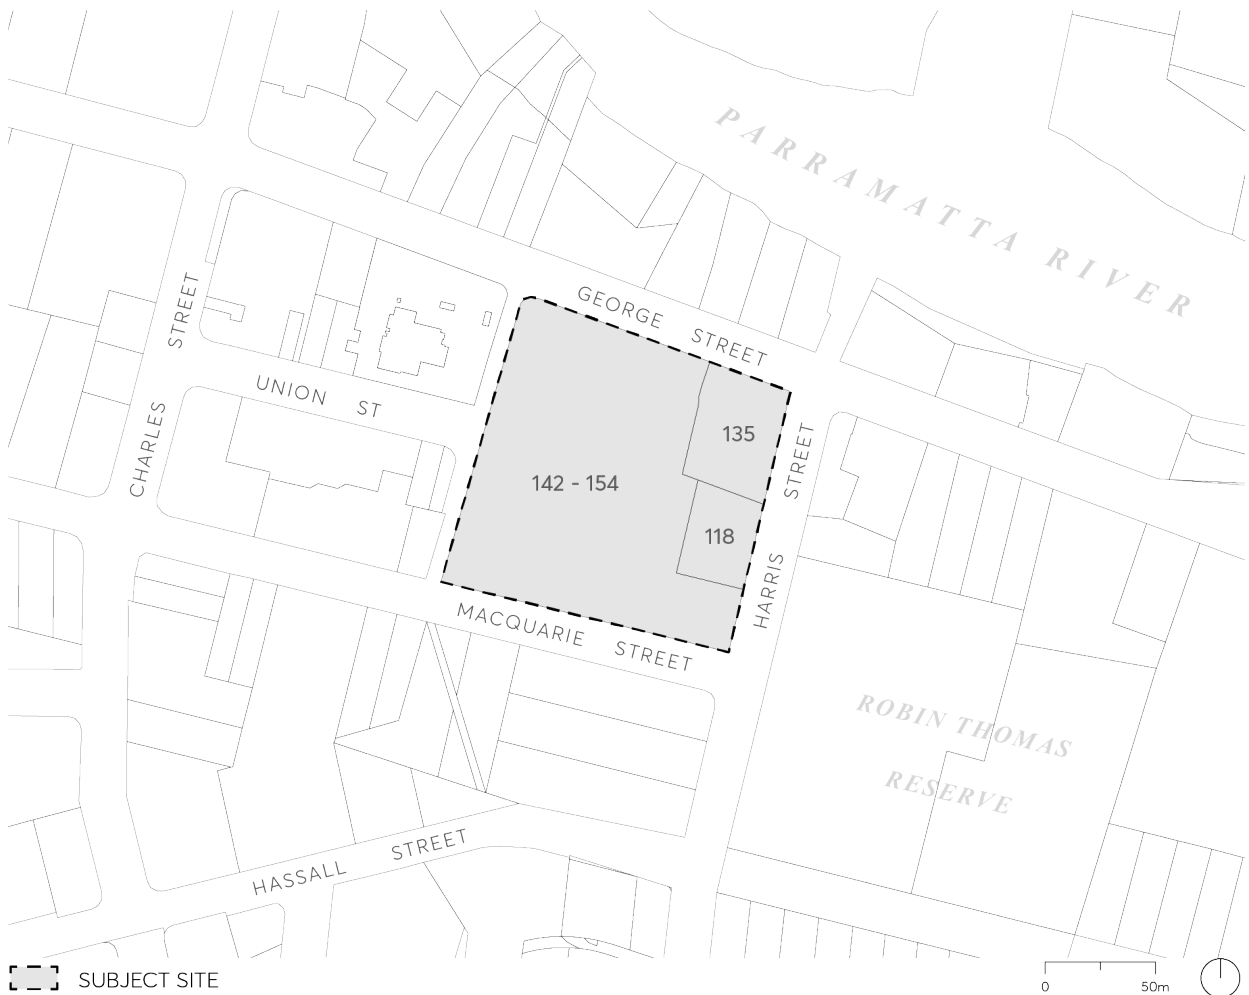 PARRAMATTA RIVER
GEORGE STREET
CHARLES STREET
UNION ST
135
142 - 154
118
HARRIS STREET
MACQUARIE STREET
ROBIN THOMAS
RESERVE
HASSALL STREET
SUBJECT SITE
0 50m